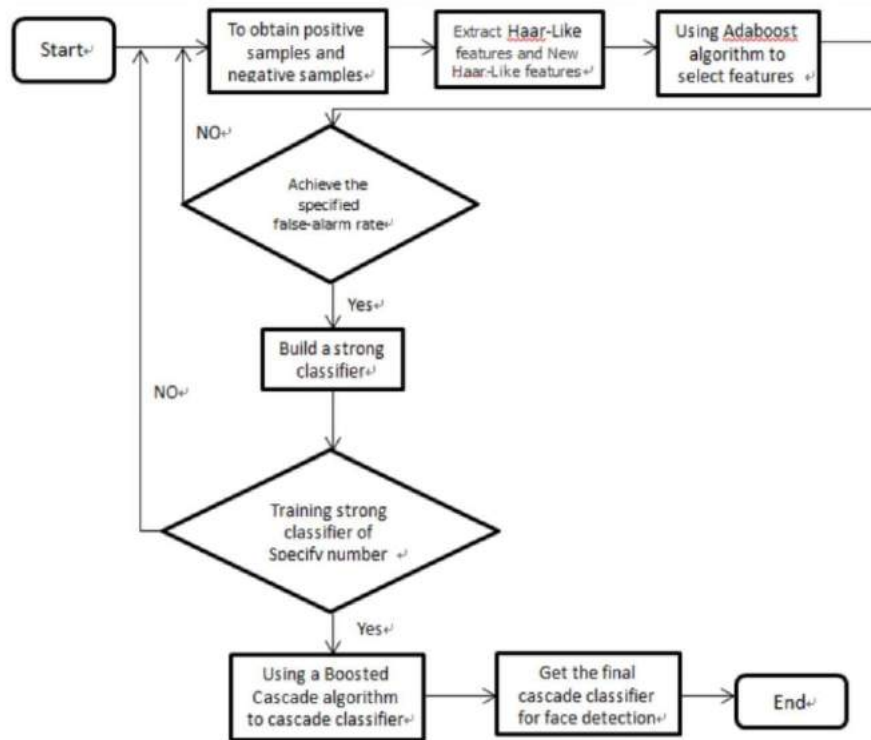 Start↵
To obtain positive
samples and
negative samples↵
Extract Haar-Like
features and New
Haar-Like features↵
Using Adaboost
algorithm to
select features↵
NO↵
Achieve the
specified
false-alarm rate↵
Yes↵
Build a strong
classifier↵
NO↵
Training strong
classifier of
Specify number ↵
Yes↵
Using a Boosted
Cascade algorithm
to cascade classifier↵
Get the final
cascade classifier
for face detection↵
End↵